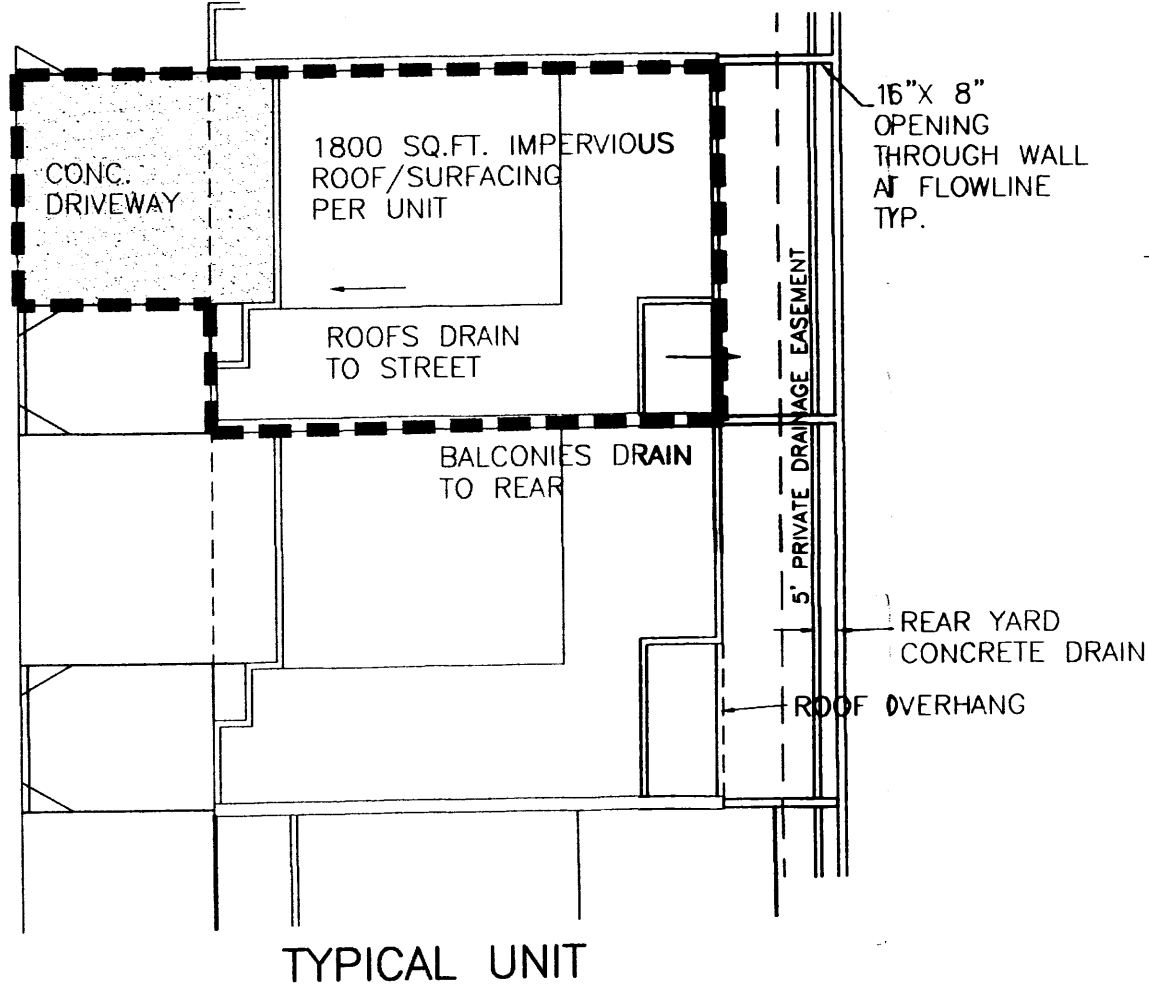 16"X 8"
OPENING
THROUGH WALL
AT FLOWLINE
TYP.
CONC.
DRIVEWAY
1800 SQ.FT. IMPERVIOUS
ROOF/SURFACING
PER UNIT
ROOFS DRAIN
TO STREET
5' PRIVATE DRAINAGE EASEMENT
BALCONIES DRAIN
TO REAR
REAR YARD
CONCRETE DRAIN
ROOF OVERHANG
TYPICAL UNIT